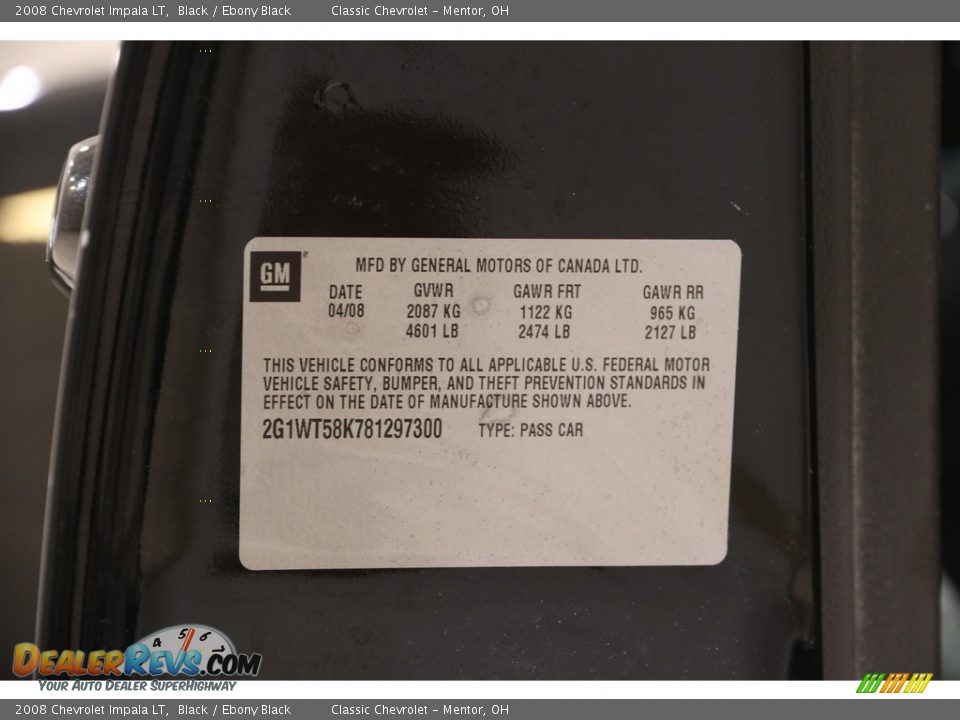 2008 Chevrolet Impala LT, Black / Ebony Black Classic Chevrolet – Mentor, OH
GM
MFD BY GENERAL MOTORS OF CANADA LTD.
DATE GVWR GAWR FRT GAWR RR
04/08 2087 KG 1122 KG 965 KG
4601 LB 2474 LB 2127 LB
THIS VEHICLE CONFORMS TO ALL APPLICABLE U.S. FEDERAL MOTOR
VEHICLE SAFETY, BUMPER, AND THEFT PREVENTION STANDARDS IN
EFFECT ON THE DATE OF MANUFACTURE SHOWN ABOVE.
2G1WT58K781297300 TYPE: PASS CAR
4 5 6
DEALERREVS.COM
YOUR AUTO DEALER SUPERHIGHWAY
2008 Chevrolet Impala LT, Black / Ebony Black Classic Chevrolet – Mentor, OH